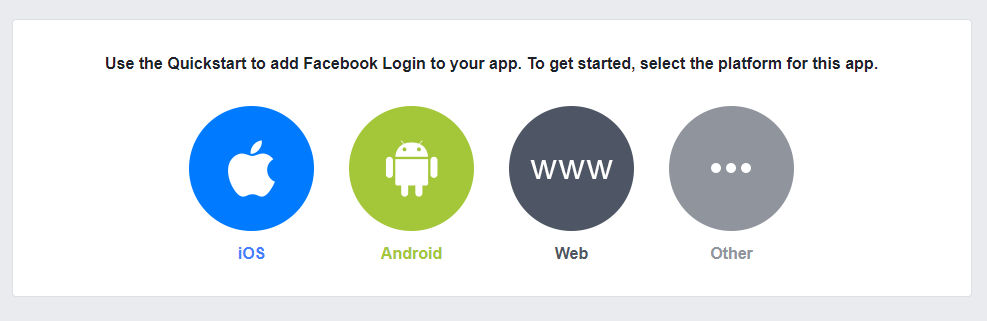 Use the Quickstart to add Facebook Login to your app. To get started, select the platform for this app.
www
iOS
Android
Web
Other